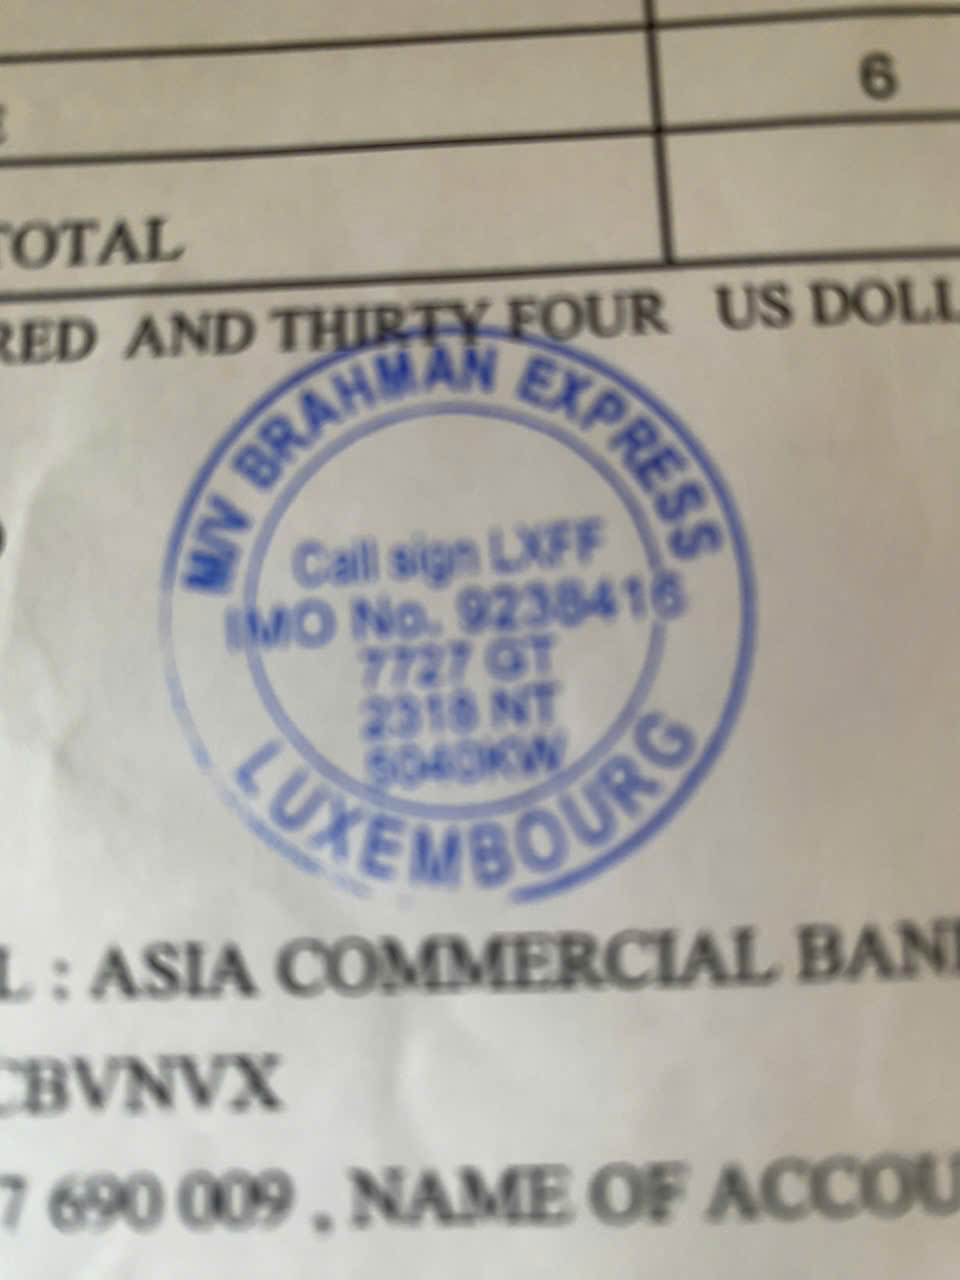 6
TOTAL
RED AND THIRTY FOUR US DOLL
M/V BRAHMAN EXPRESS
Call sign LXFF
IMO No. 9238416
7727 GT
2318 NT
5040KW
LUXEMBOURG
L : ASIA COMMERCIAL BAN
CBVNVX
7 690 009 , NAME OF ACCOU